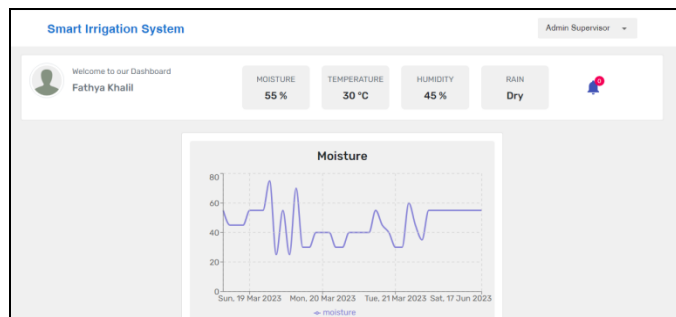 Smart Irrigation System
Admin Supervisor
Welcome to our Dashboard
Fathya Khalil
MOISTURE
55 %
TEMPERATURE
30 °C
HUMIDITY
45 %
RAIN
Dry
0
Moisture
80
60
40
20
0
Sun, 19 Mar 2023 Mon, 20 Mar 2023 Tue, 21 Mar 2023 Sat, 17 Jun 2023
moisture